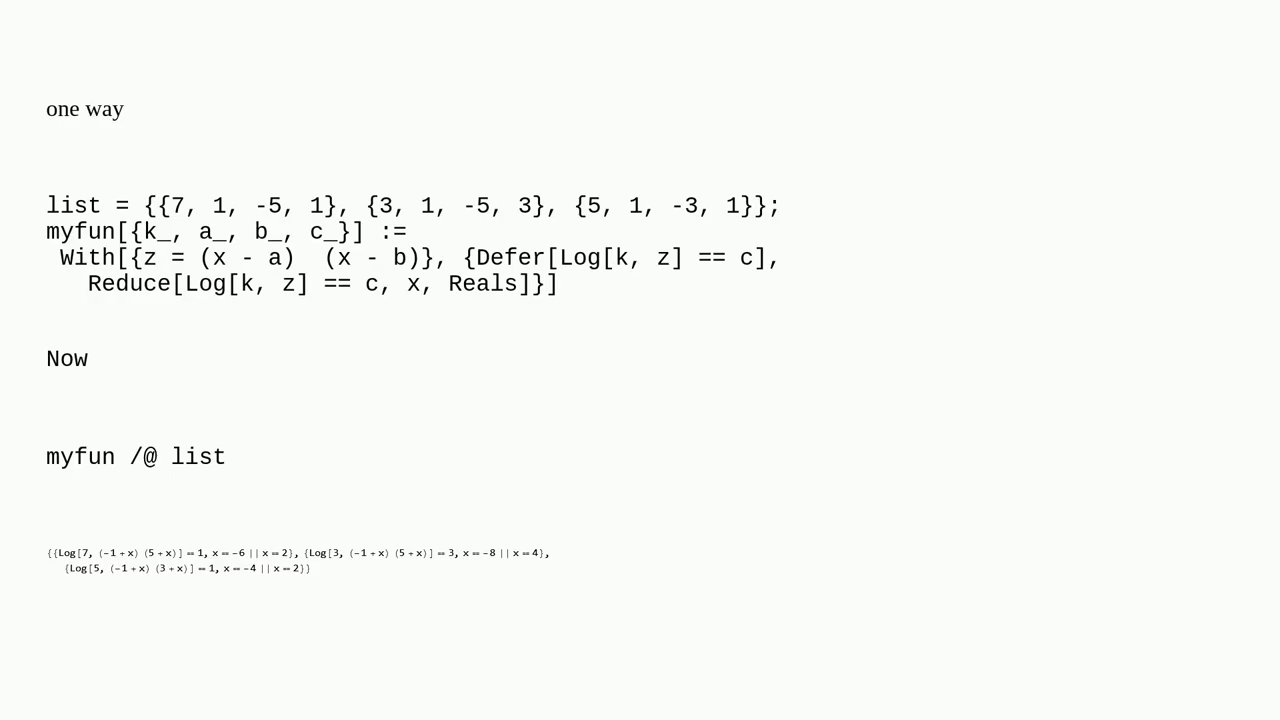 one way
list = {{7, 1, -5, 1}, {3, 1, -5, 3}, {5, 1, -3, 1}};
myfun[{k_, a_, b_, c_}] :=
 With[{z = (x - a)  (x - b)}, {Defer[Log[k, z] == c],
   Reduce[Log[k, z] == c, x, Reals]}]
Now
myfun /@ list
{{Log[7, (-1 + x) (5 + x)] == 1, x == -6 || x == 2}, {Log[3, (-1 + x) (5 + x)] == 3, x == -8 || x == 4},
{Log[5, (-1 + x) (3 + x)] == 1, x == -4 || x == 2}}